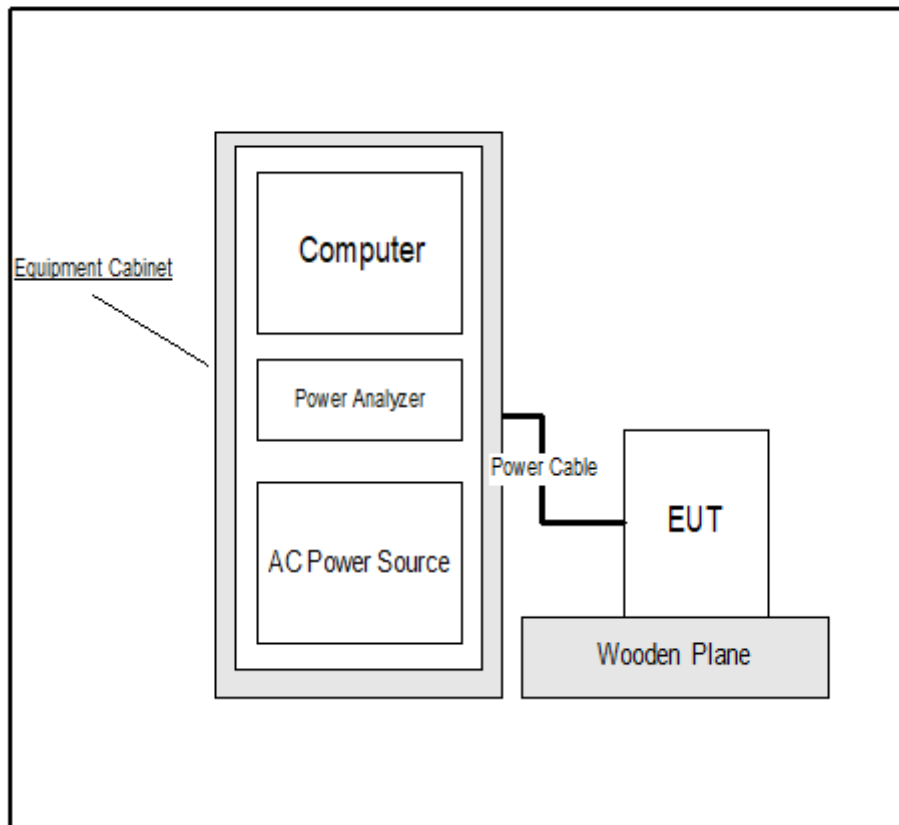 Computer
Equipment Cabinet
Power Analyzer
Power Cable
EUT
AC Power Source
Wooden Plane